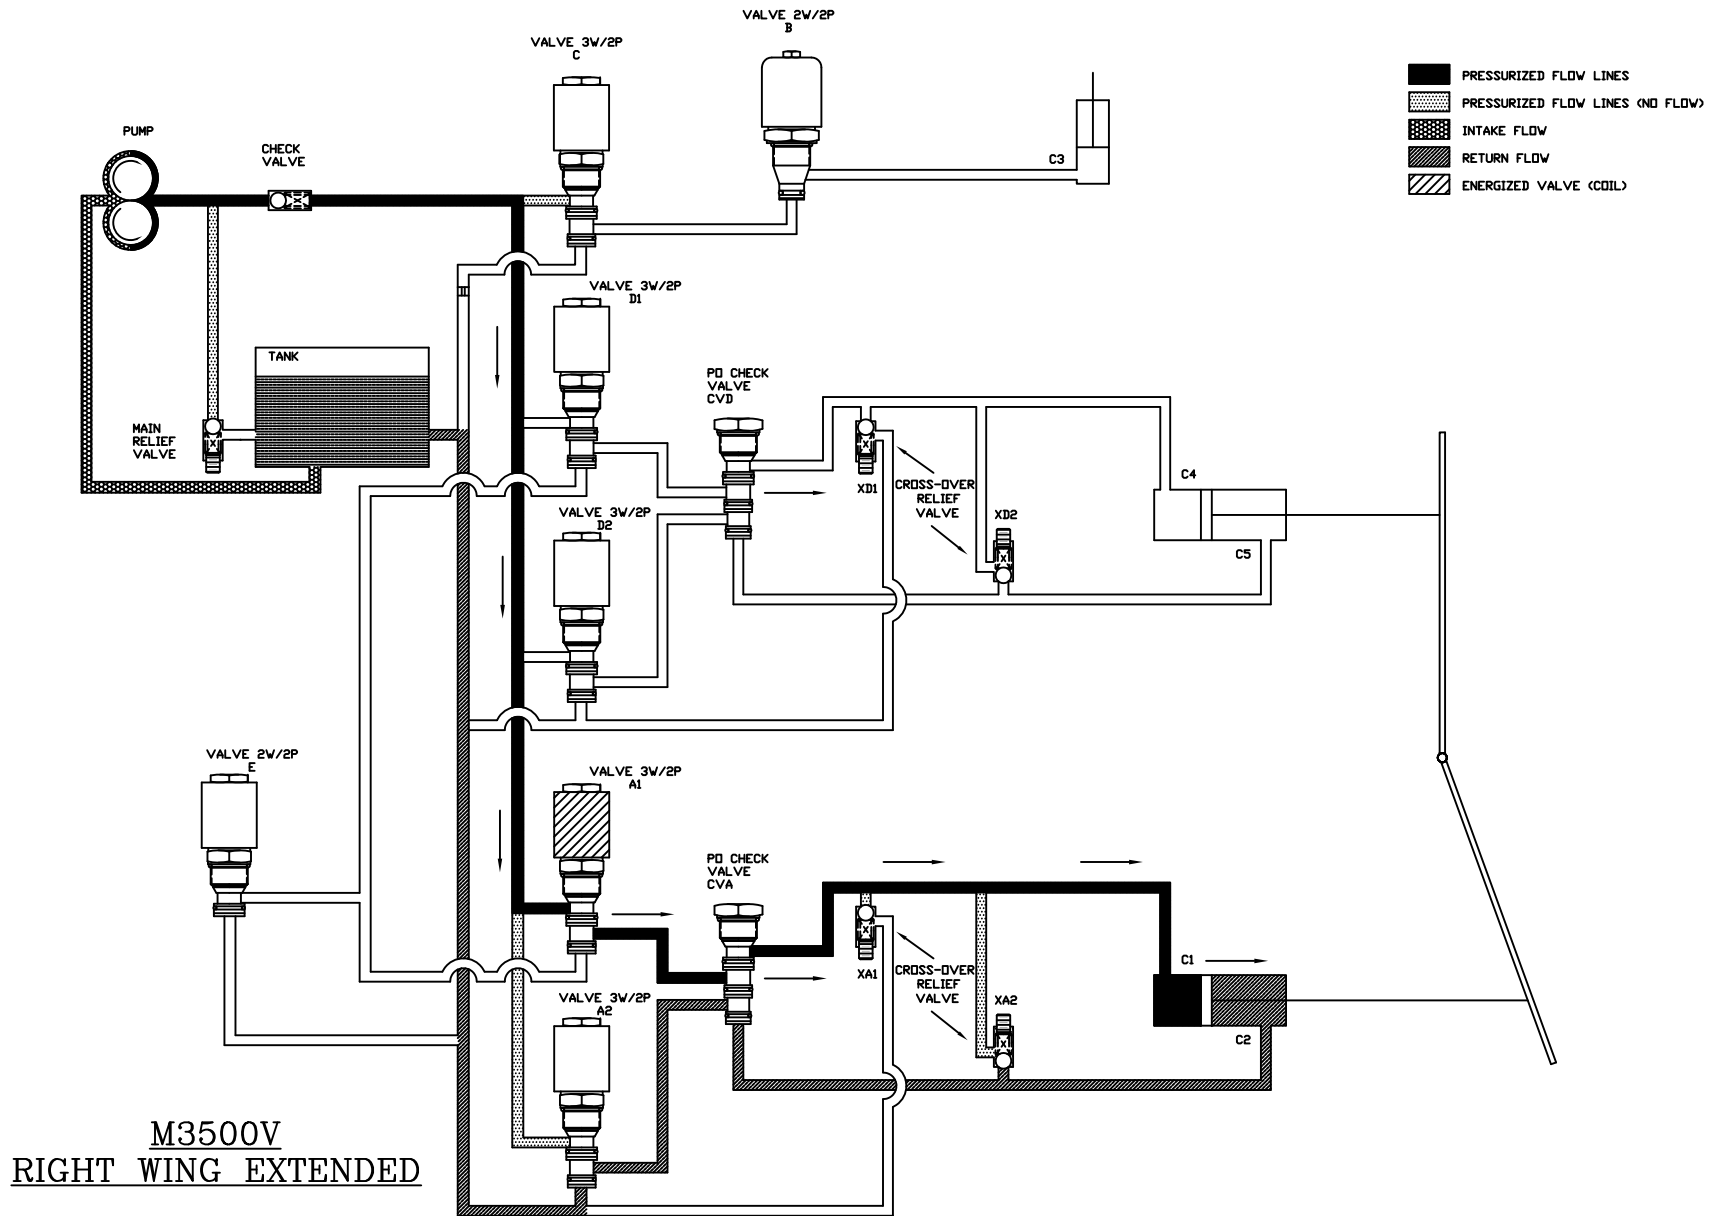 VALVE 2W/2P
B
VALVE 3W/2P
C
PRESSURIZED FLOW LINES
PRESSURIZED FLOW LINES (NO FLOW)
INTAKE FLOW
RETURN FLOW
ENERGIZED VALVE (COIL)
PUMP
CHECK
VALVE
C3
VALVE 3W/2P
D1
TANK
MAIN
RELIEF
VALVE
PO CHECK
VALVE
CVD
XD1
CROSS-OVER
RELIEF
VALVE
XD2
C4
C5
VALVE 3W/2P
D2
VALVE 2W/2P
E
VALVE 3W/2P
A1
PO CHECK
VALVE
CVA
XA1
CROSS-OVER
RELIEF
VALVE
XA2
C1
C2
VALVE 3W/2P
A2
M3500V
RIGHT WING EXTENDED